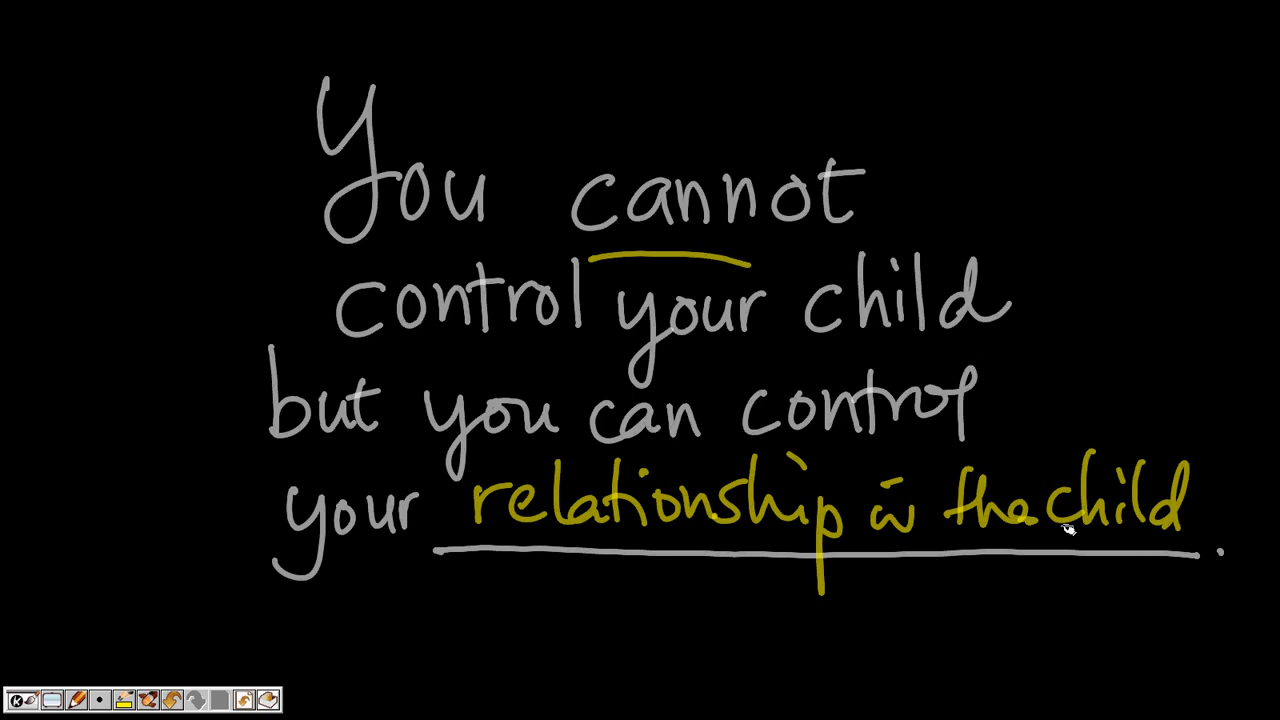 You cannot
control your child
but you can control
your relationship w the child.